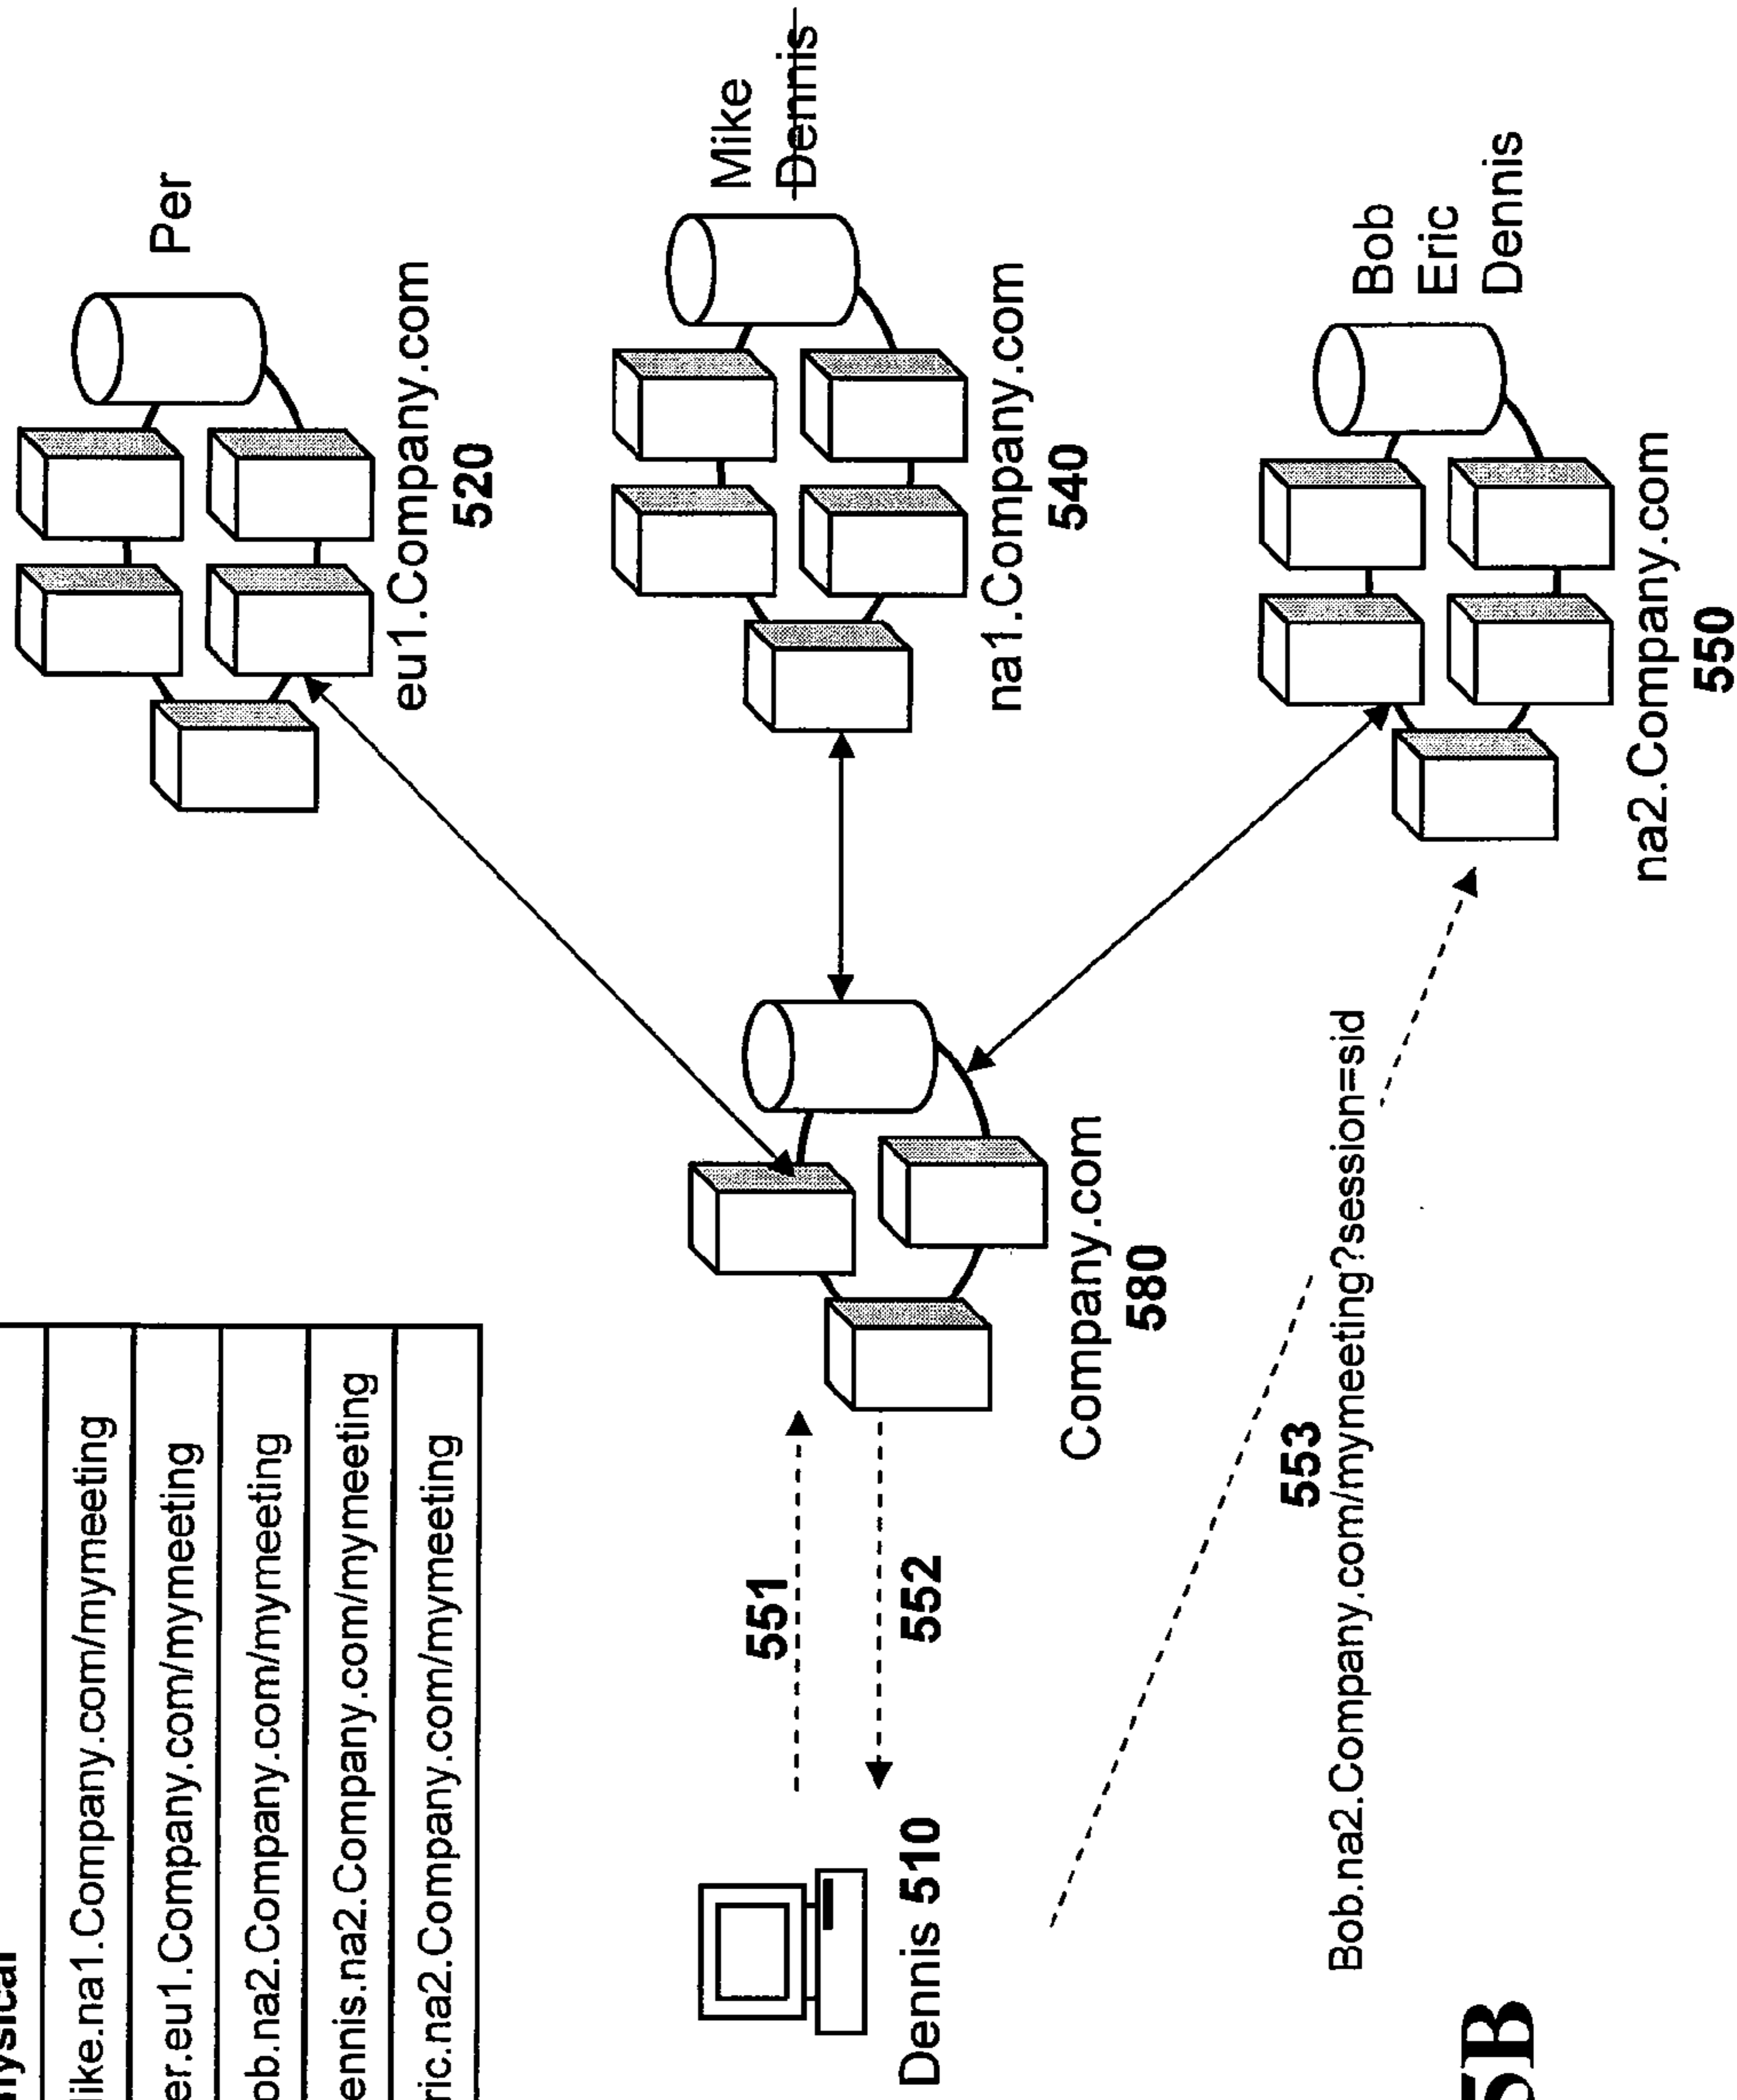 ysical
ike.na1.Company.com/mymeeting
er.eu1.Company.com/mymeeting
ob.na2.Company.com/mymeeting
ennis.na2.Company.com/mymeeting
ric.na2.Company.com/mymeeting
Per
eu1.Company.com
520
Mike
Dennis
na1.Company.com
540
551
552
Dennis 510
Company.com
580
553
Bob.na2.Company.com/mymeeting?session=sid
Bob
Eric
Dennis
na2.Company.com
550
5B